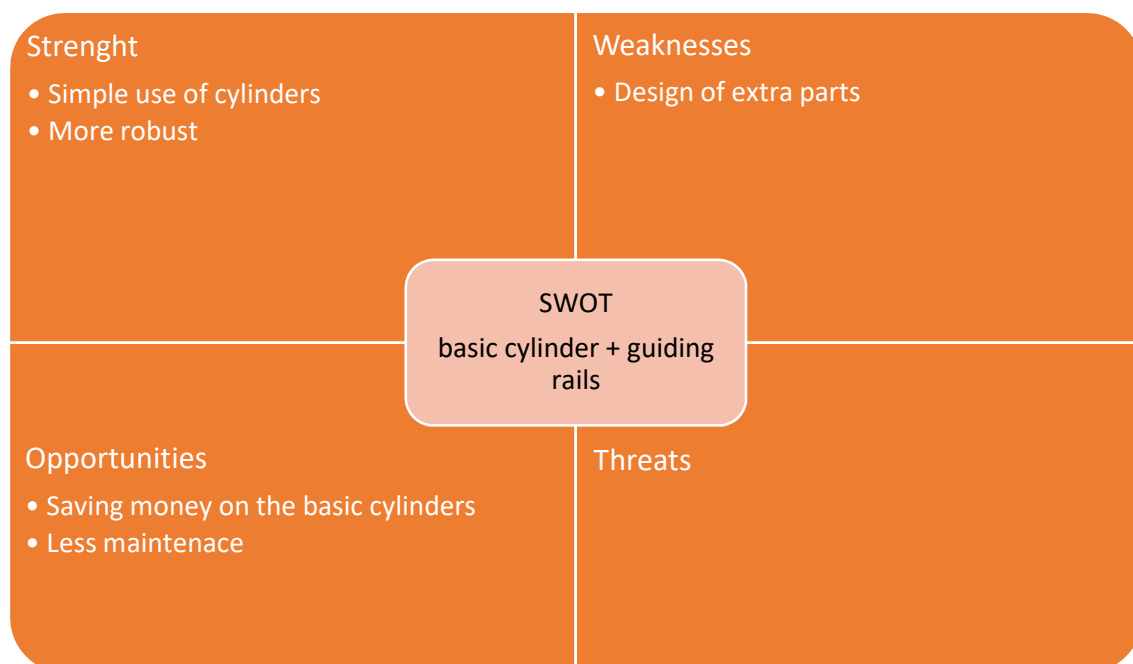 Strenght
• Simple use of cylinders
• More robust
Weaknesses
• Design of extra parts
SWOT
basic cylinder + guiding
rails
Opportunities
• Saving money on the basic cylinders
• Less maintenace
Threats